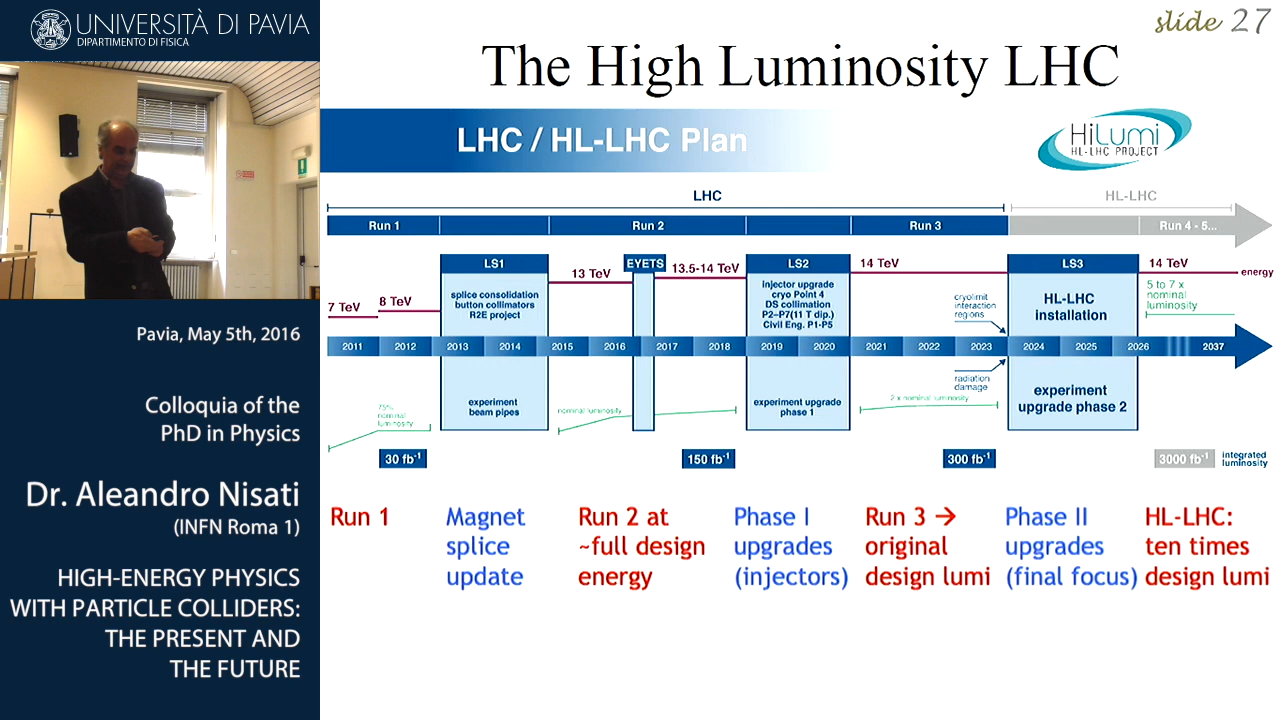 UNIVERSITÀ DI PAVIA
DIPARTIMENTO DI FISICA
Pavia, May 5th, 2016
Colloquia of the
PhD in Physics
Dr. Aleandro Nisati
(INFN Roma 1)
HIGH-ENERGY PHYSICS
WITH PARTICLE COLLIDERS:
THE PRESENT AND
THE FUTURE
slide 27
The High Luminosity LHC
LHC / HL-LHC Plan
HiLumi
HL-LHC PROJECT
LHC
HL-LHC
Run 1
Run 2
Run 3
Run 4 - 5...
LS1
EYETS
LS2
LS3
7 TeV
8 TeV
13 TeV
13.5-14 TeV
14 TeV
14 TeV
energy
splice consolidation
button collimators
R2E project
injector upgrade
cryo Point 4
DS collimation
P2-P7(11 T dip.)
Civil Eng. P1-P5
cryolimit
interaction
regions
HL-LHC
installation
5 to 7 x
nominal
luminosity
2011 2012 2013 2014 2015 2016 2017 2018 2019 2020 2021 2022 2023 2024 2025 2026 2037
75%
nominal
luminosity
experiment
beam pipes
nominal luminosity
experiment upgrade
phase 1
2 x nominal luminosity
radiation
damage
experiment
upgrade phase 2
30 fb⁻¹
150 fb⁻¹
300 fb⁻¹
3000 fb⁻¹
integrated
luminosity
Run 1
Magnet
splice
update
Run 2 at
~full design
energy
Phase I
upgrades
(injectors)
Run 3 →
original
design lumi
Phase II
upgrades
(final focus)
HL-LHC:
ten times
design lumi